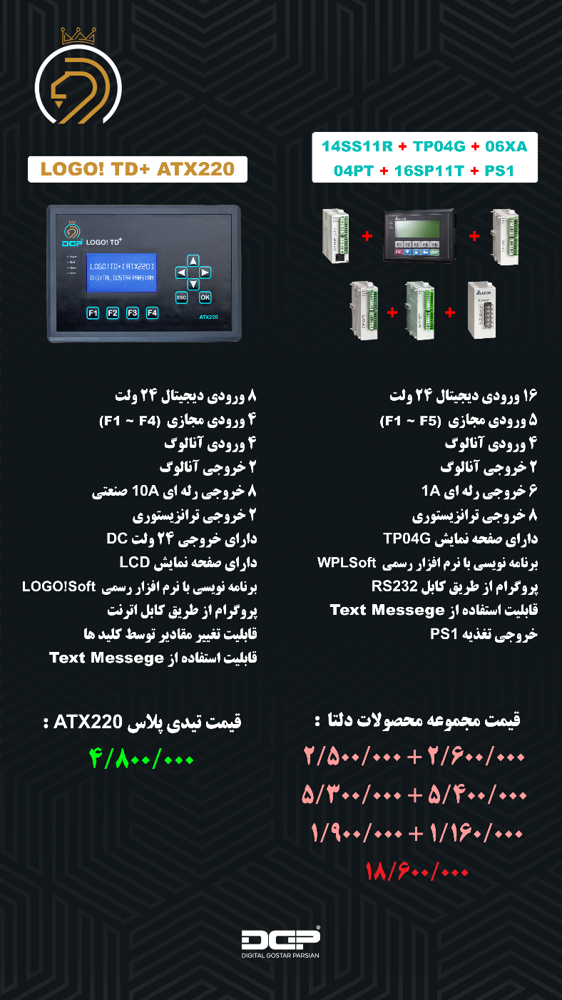 14SS11R + TP04G + 06XA
04PT + 16SP11T + PS1
LOGO! TD+ ATX220
DGP
LOGO! TD+
Power
RUN
Alarm
Error
LOGO!TD+(ATX220)
DIGITAL GOSTAR PARSIAN
ESC
OK
F1 F2 F3 F4
ATX220
F1 F2 F3 F4 F5
ESC
ENT
۱۶ ورودی دیجیتال ۲۴ ولت
۵ ورودی مجازی (F1 ~ F5)
۴ ورودی آنالوگ
۲ خروجی آنالوگ
۶ خروجی رله ای 1A
۸ خروجی ترانزیستوری
دارای صفحه نمایش TP04G
برنامه نویسی با نرم افزار رسمی WPLSoft
پروگرام از طریق کابل RS232
قابلیت استفاده از Text Messege
خروجی تغذیه PS1
۸ ورودی دیجیتال ۲۴ ولت
۴ ورودی مجازی (F1 ~ F4)
۴ ورودی آنالوگ
۲ خروجی آنالوگ
۸ خروجی رله ای 10A صنعتی
۲ خروجی ترانزیستوری
دارای خروجی ۲۴ ولت DC
دارای صفحه نمایش LCD
برنامه نویسی با نرم افزار رسمی LOGO!Soft
پروگرام از طریق کابل اترنت
قابلیت تغییر مقادیر توسط کلید ها
قابلیت استفاده از Text Messege
قیمت مجموعه محصولات دلتا :
۲/۵۰۰/۰۰۰ + ۲/۶۰۰/۰۰۰
۵/۳۰۰/۰۰۰ + ۵/۴۰۰/۰۰۰
۱/۹۰۰/۰۰۰ + ۱/۱۶۰/۰۰۰
۱۸/۶۰۰/۰۰۰
قیمت تیدی پلاس ATX220 :
۴/۸۰۰/۰۰۰
DGP®
DIGITAL GOSTAR PARSIAN